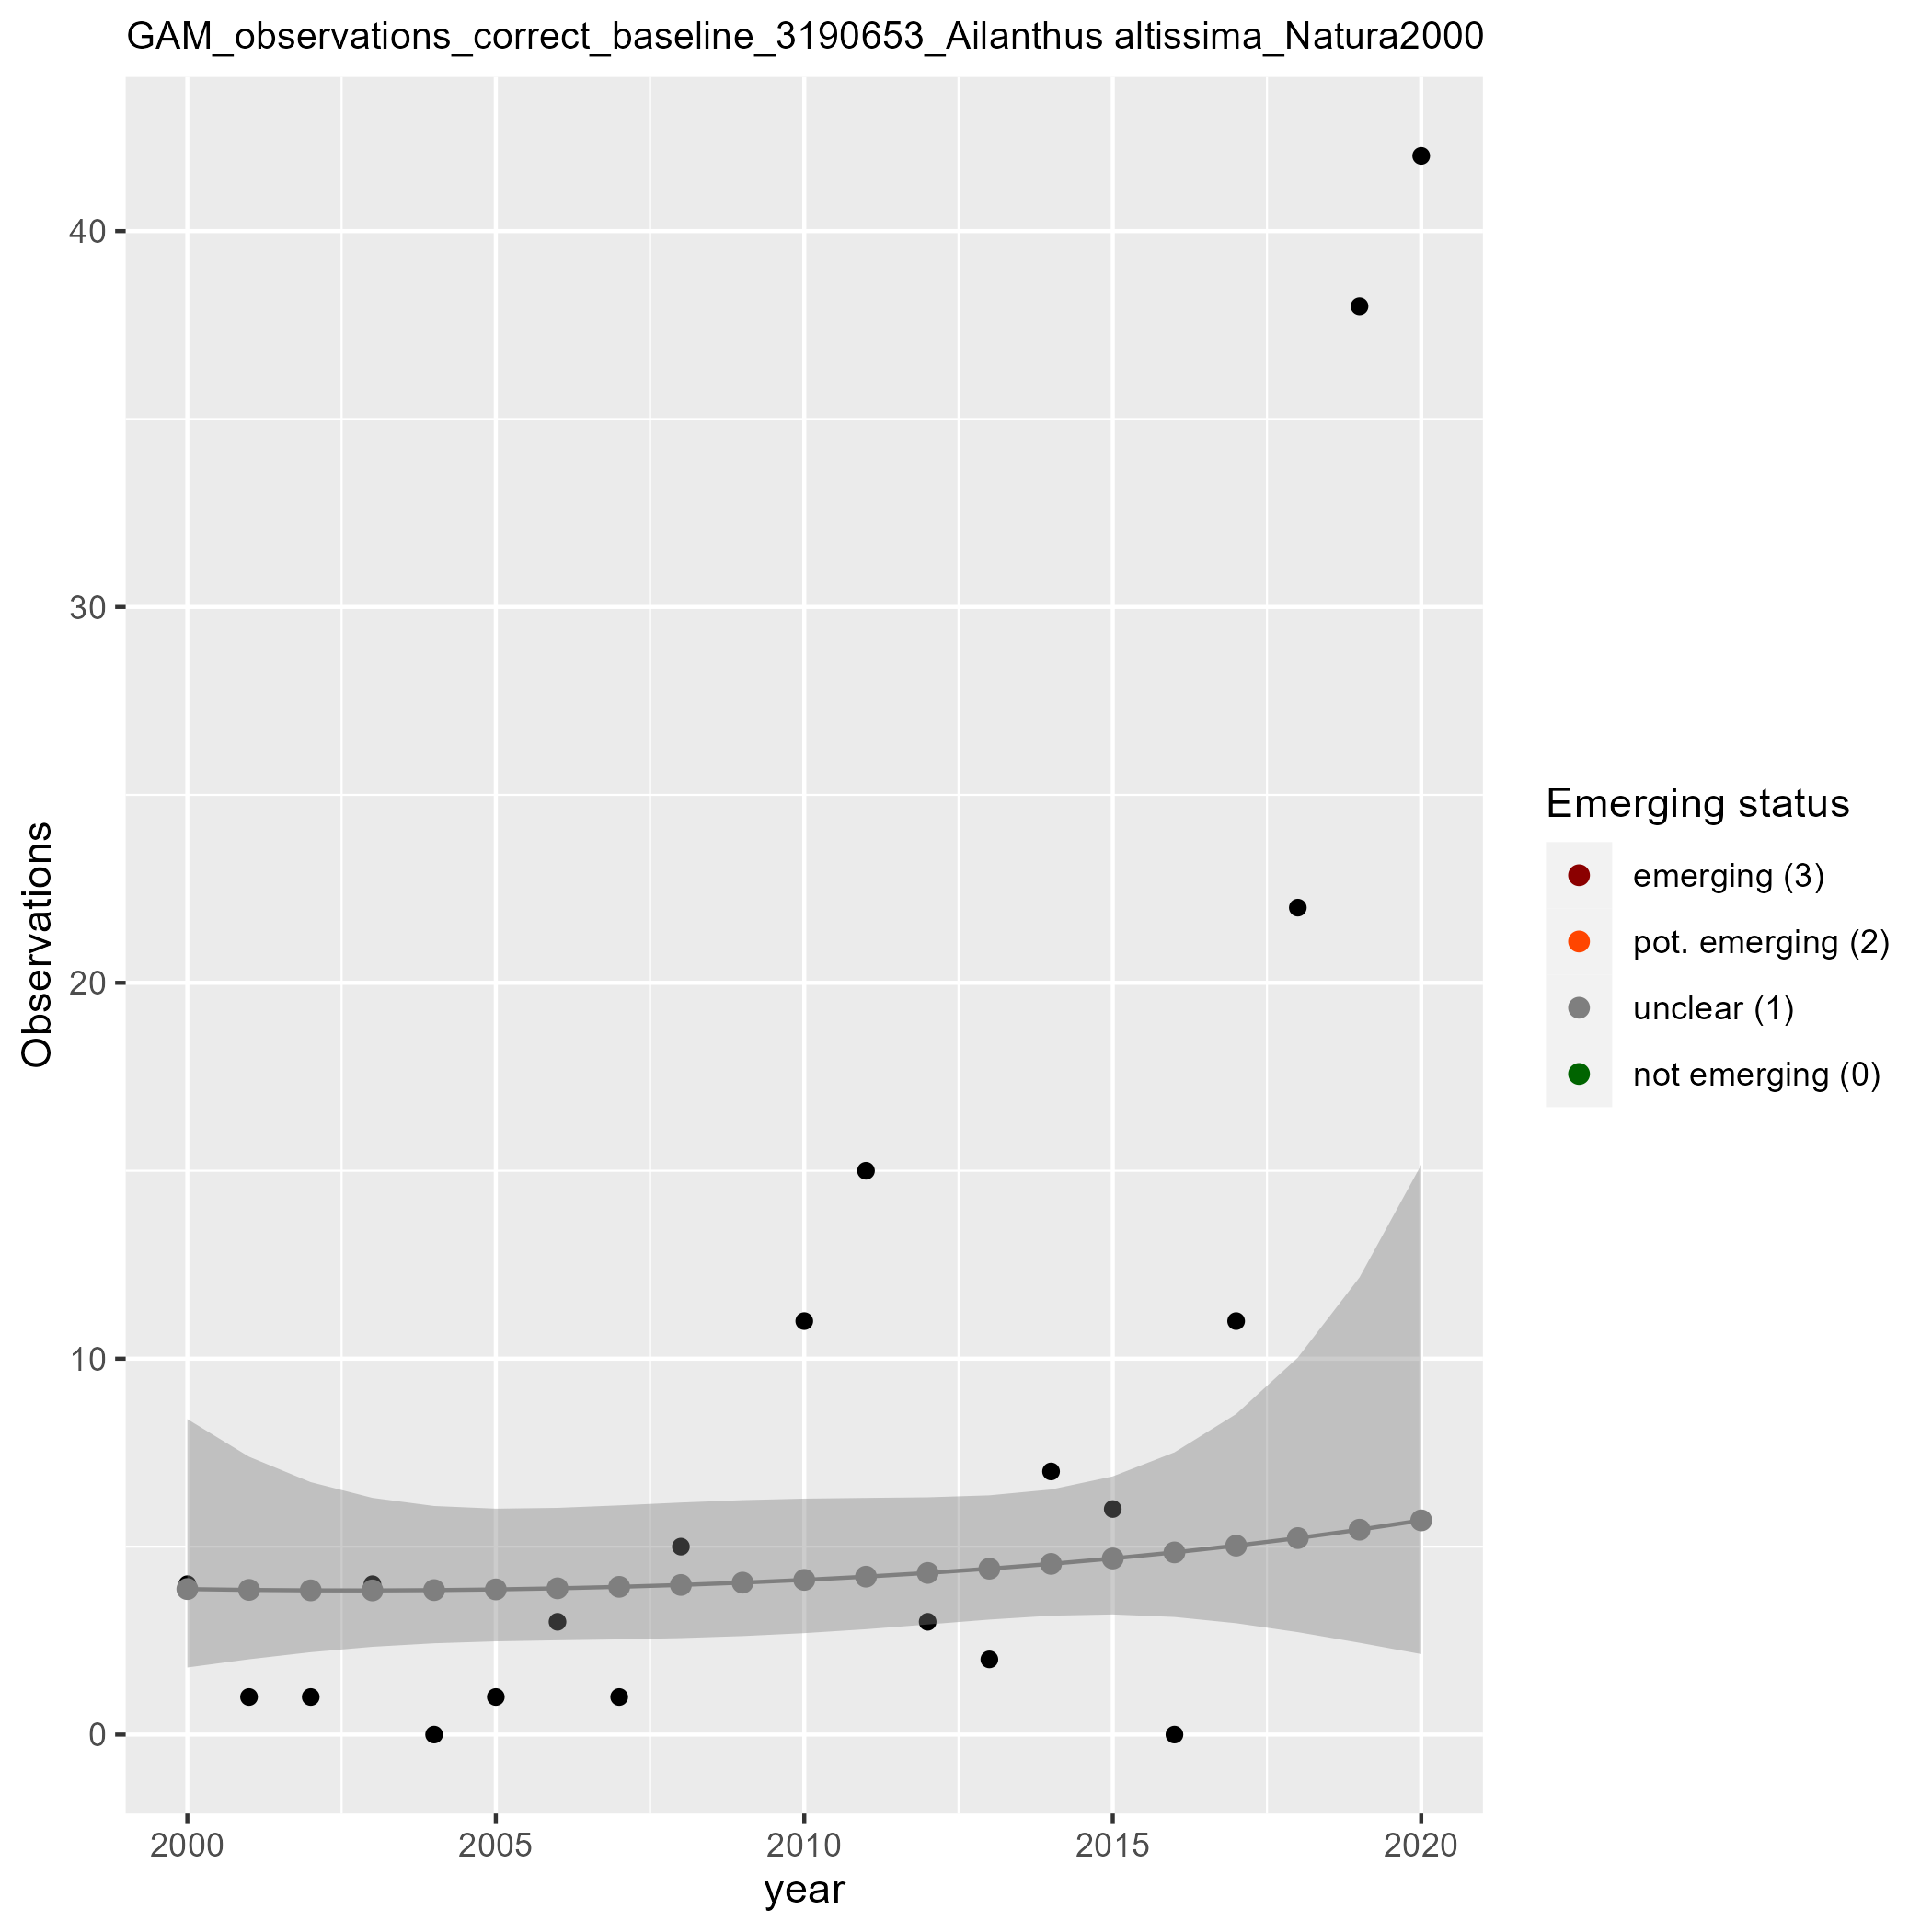 GAM_observations_correct_baseline_3190653_Ailanthus altissima_Natura2000
Observations
40
30
20
10
0
2000 2005 2010 2015 2020
year
Emerging status
emerging (3)
pot. emerging (2)
unclear (1)
not emerging (0)